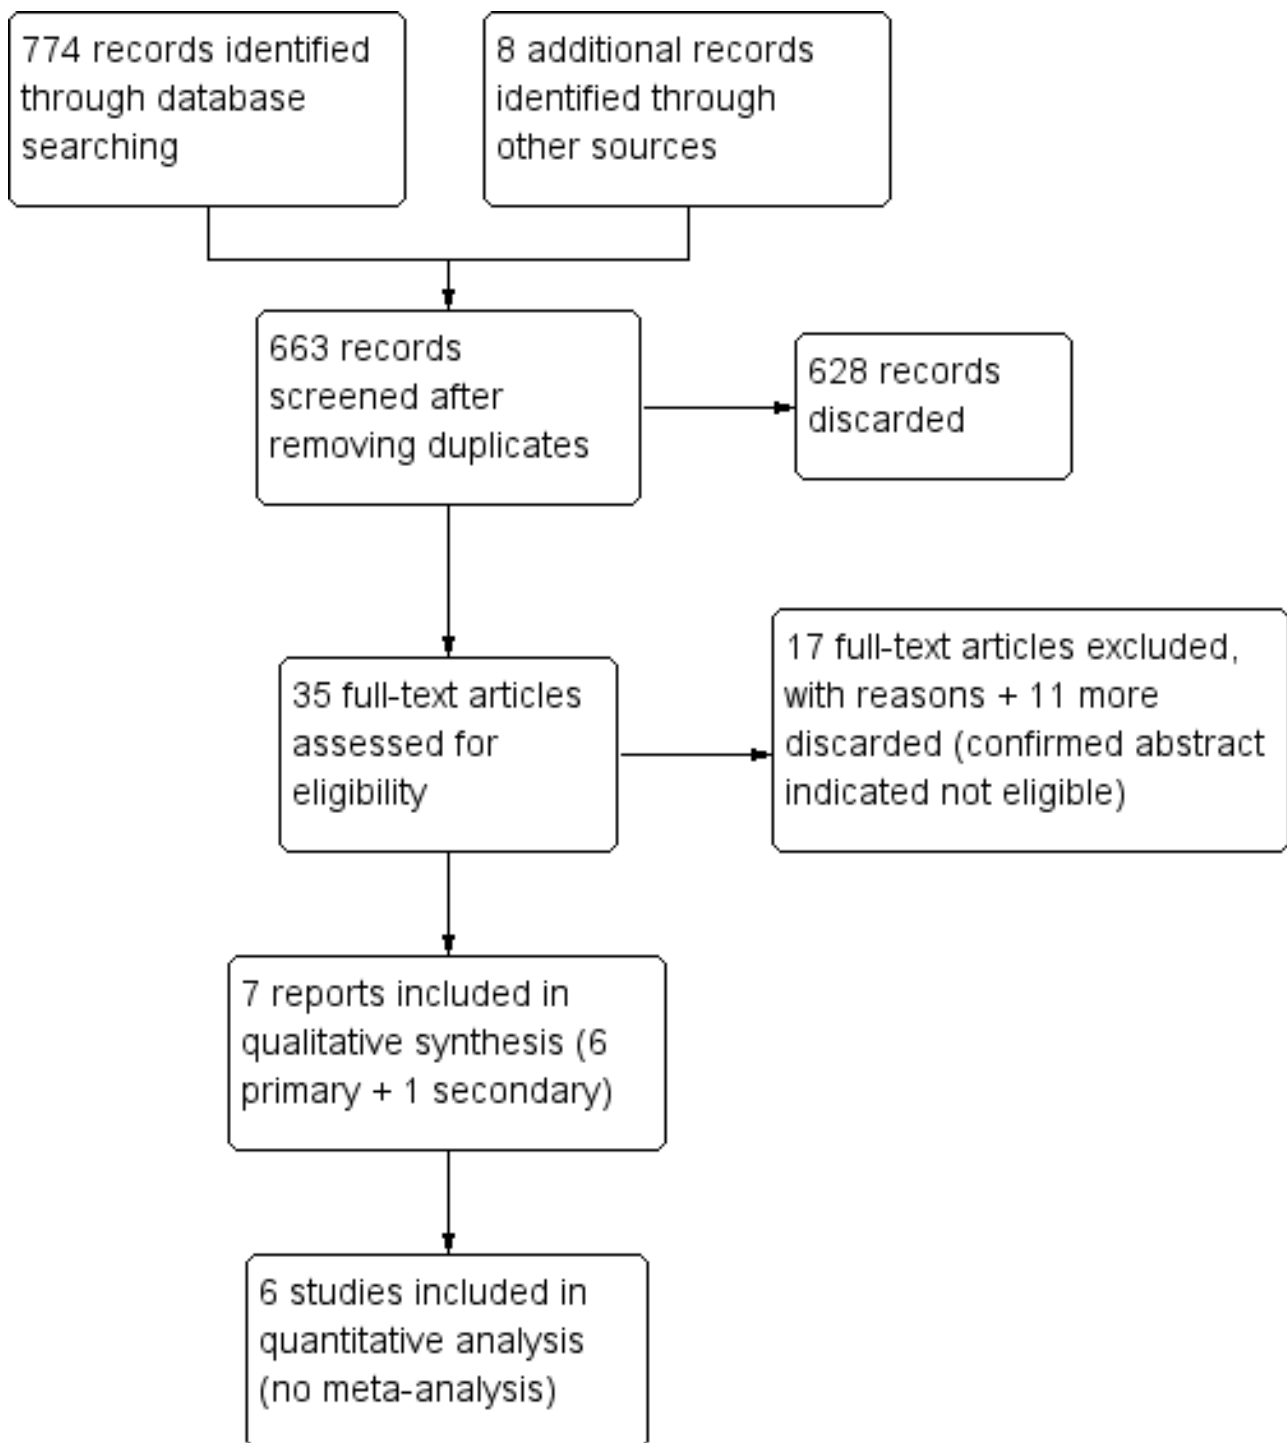 774 records identified
through database
searching
8 additional records
identified through
other sources
663 records
screened after
removing duplicates
628 records
discarded
35 full-text articles
assessed for
eligibility
17 full-text articles excluded,
with reasons + 11 more
discarded (confirmed abstract
indicated not eligible)
7 reports included in
qualitative synthesis (6
primary + 1 secondary)
6 studies included in
quantitative analysis
(no meta-analysis)